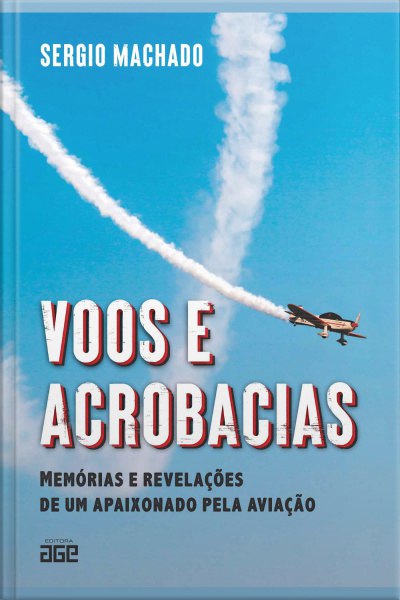 SERGIO MACHADO
VOOS E
ACROBACIAS
MEMÓRIAS E REVELAÇÕES
DE UM APAIXONADO PELA AVIAÇÃO
EDITORA
AGE